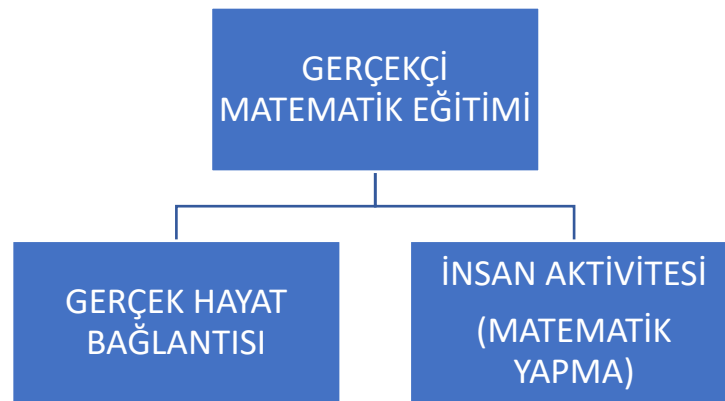 GERÇEKÇİ
MATEMATİK EĞİTİMİ
GERÇEK HAYAT
BAĞLANTISI
İNSAN AKTİVİTESİ
(MATEMATİK
YAPMA)